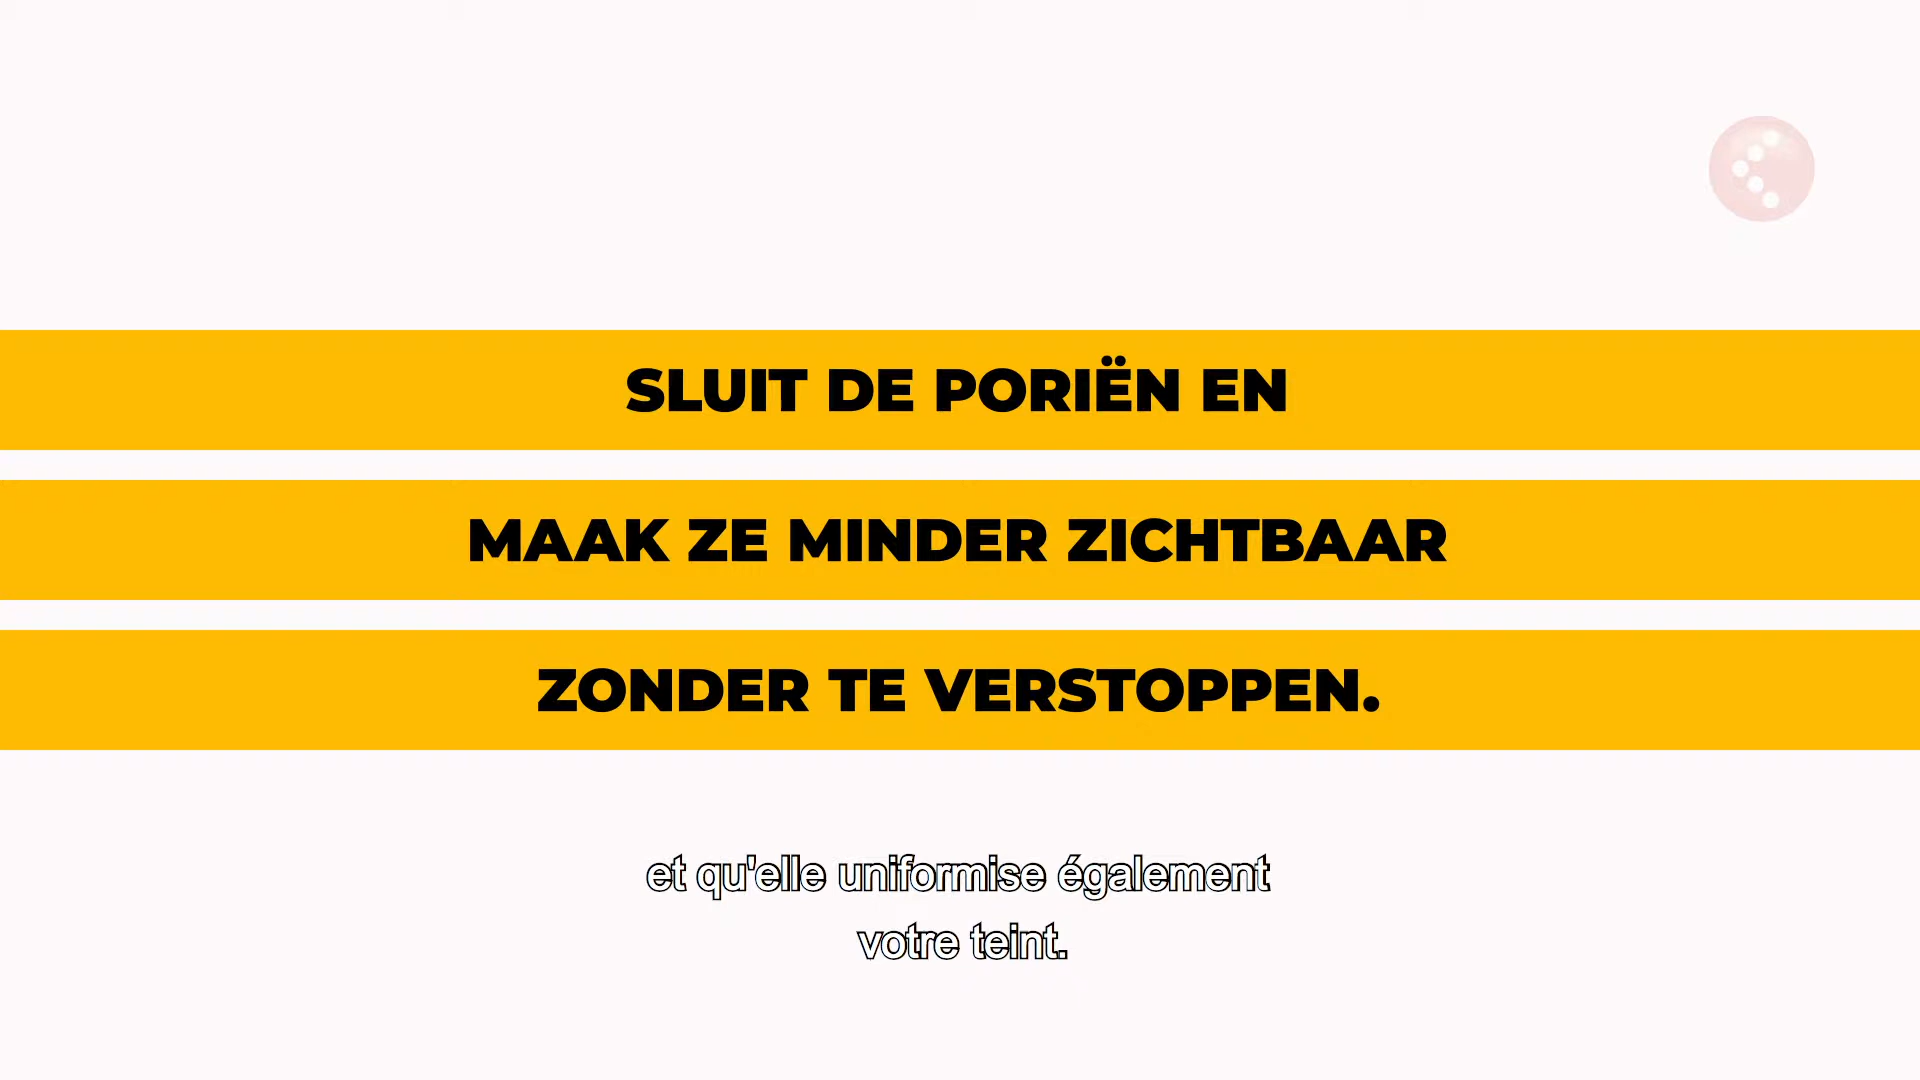 SLUIT DE PORIËN EN
MAAK ZE MINDER ZICHTBAAR
ZONDER TE VERSTOPPEN.
et qu'elle uniformise également
votre teint.